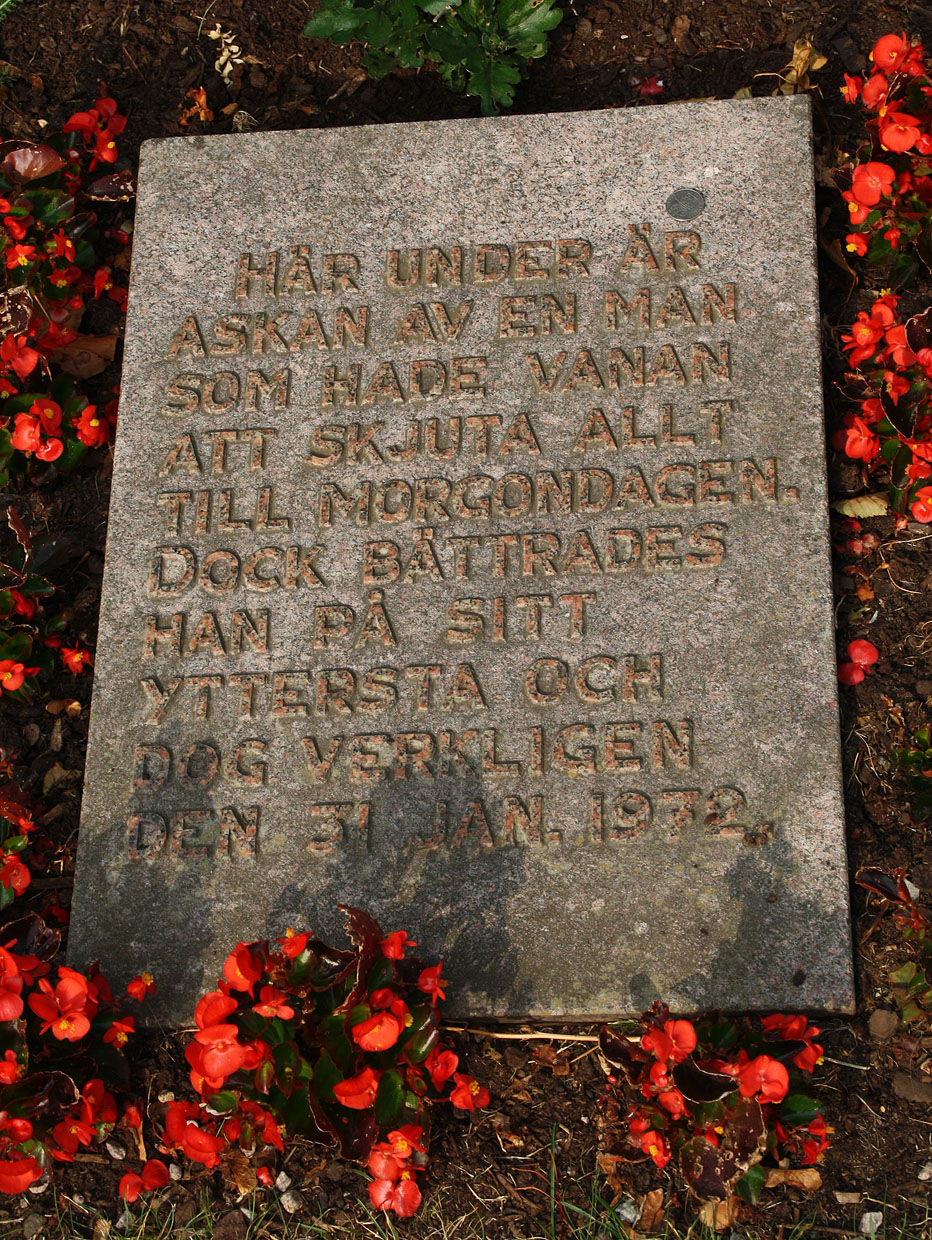 HÄR UNDER ÄR
ASKAN AV EN MAN
SOM HADE VANAN
ATT SKJUTA ALLT
TILL MORGONDAGEN.
DOCK BÄTTRADES
HAN PÅ SITT
YTTERSTA OCH
DOG VERKLIGEN
DEN 31 JAN. 1972.